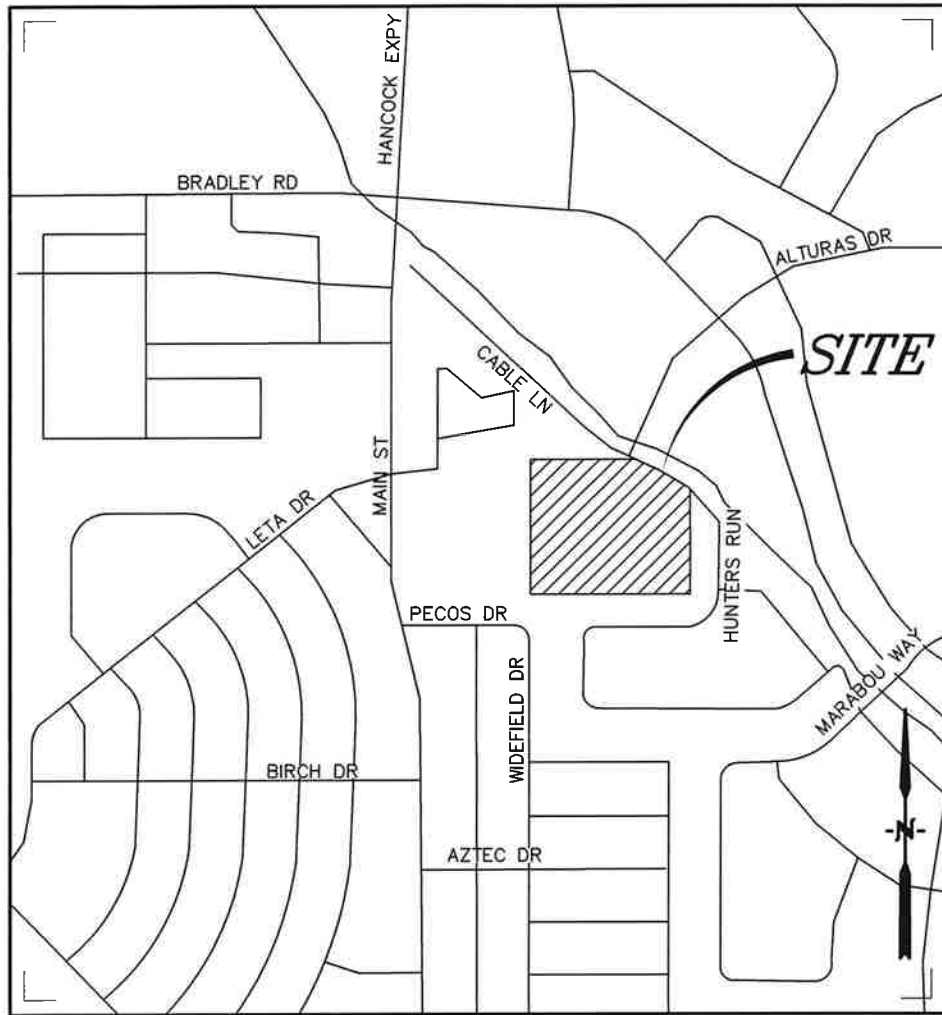 HANCOCK EXPY
BRADLEY RD
ALTURAS DR
SITE
CABLE LN
MAIN ST
LETA DR
HUNTERS RUN
PECOS DR
WIDEFIELD DR
MARABOU WAY
BIRCH DR
-N-
AZTEC DR